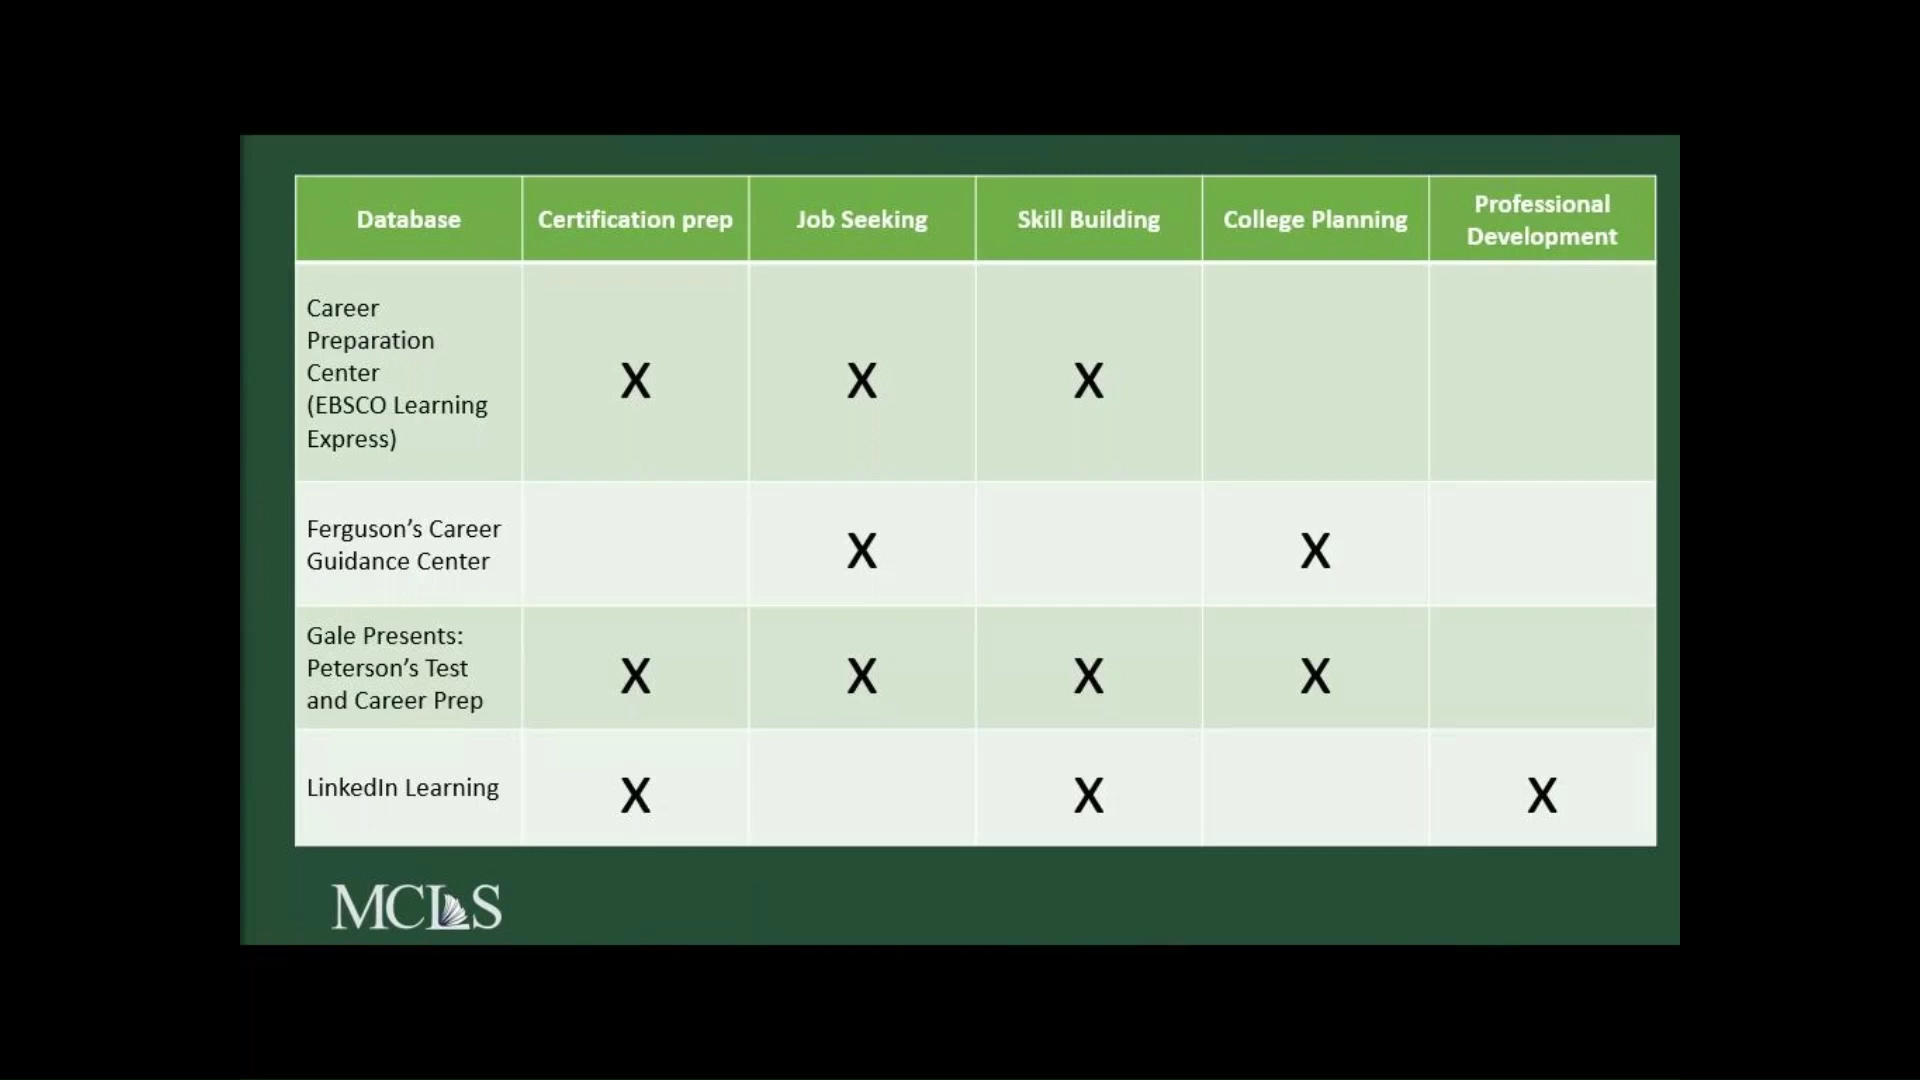 Database Certification prep Job Seeking Skill Building College Planning Professional Development
Career
Preparation
Center
(EBSCO Learning
Express)
X X X
Ferguson’s Career
Guidance Center
X X
Gale Presents:
Peterson’s Test
and Career Prep
X X X X
LinkedIn Learning X X X
MCLS